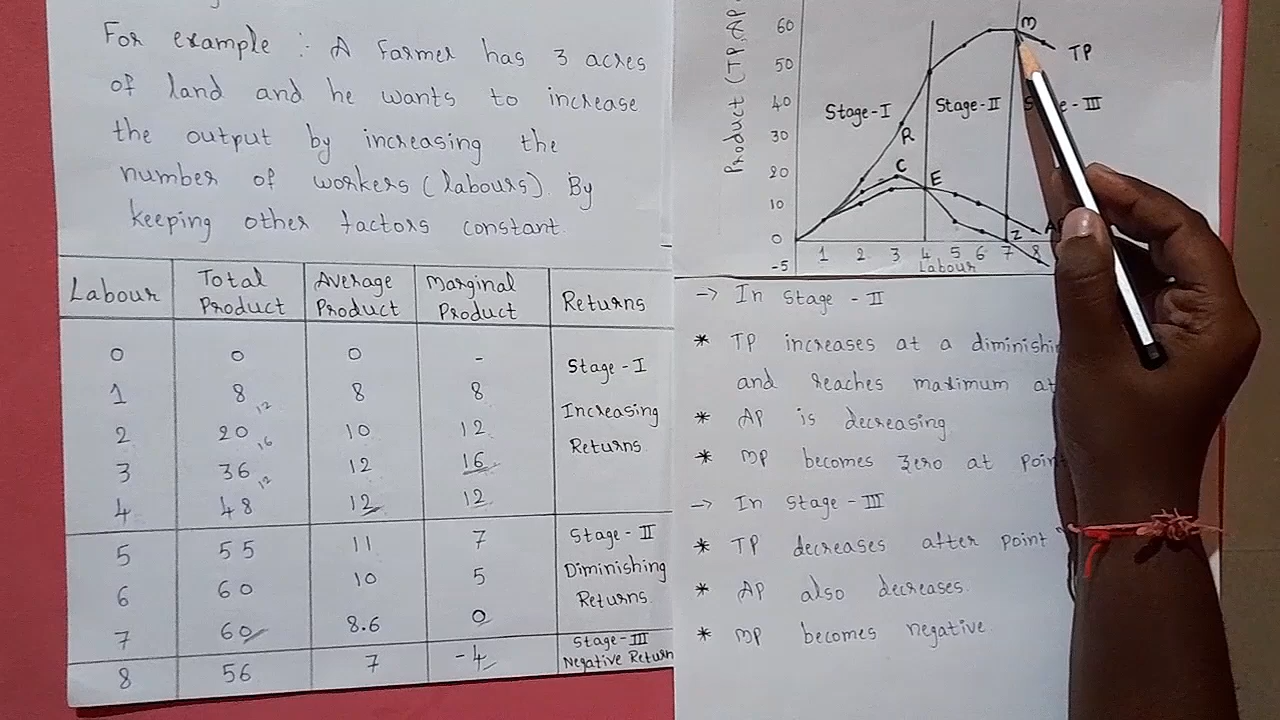 For example : A Farmer has 3 acres
of land and he wants to increase
the output by increasing the
number of workers (labours). By
keeping other factors constant.
Labour Total Product Average Product Marginal Product Returns
0 0 0 -
1 8 8 8
12
2 20 10 12
16
3 36 12 16
12
4 48 12 12
Stage-I
Increasing
Returns
5 55 11 7
6 60 10 5
7 60 8.6 0
Stage-II
Diminishing
Returns
8 56 7 -4
Stage-III
Negative Return
Product (TP, AP
60
50
40
30
20
10
0
-5
1 2 3 4 5 6 7 8
Labour
Stage-I
Stage-II
-III
R
C
E
M
TP
Z
-> In Stage - II
* TP increases at a
and reaches maximum at
* AP is decreasing
* MP becomes zero at
-> In Stage - III
* TP decreases after point
* AP also decreases.
* MP becomes negative.